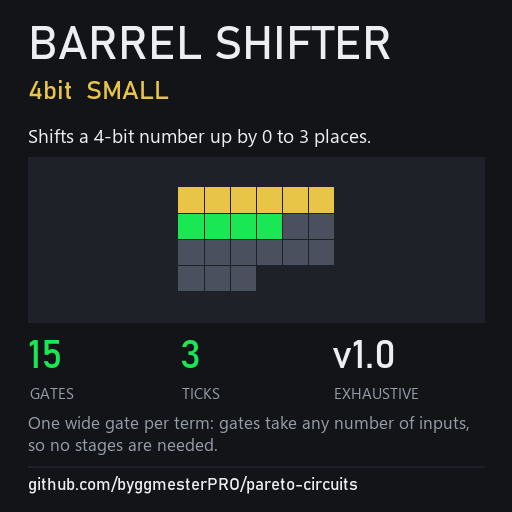 BARREL SHIFTER
4bit SMALL
Shifts a 4-bit number up by 0 to 3 places.
15 3 v1.0
GATES TICKS EXHAUSTIVE
One wide gate per term: gates take any number of inputs,
so no stages are needed.
github.com/byggmesterPRO/pareto-circuits